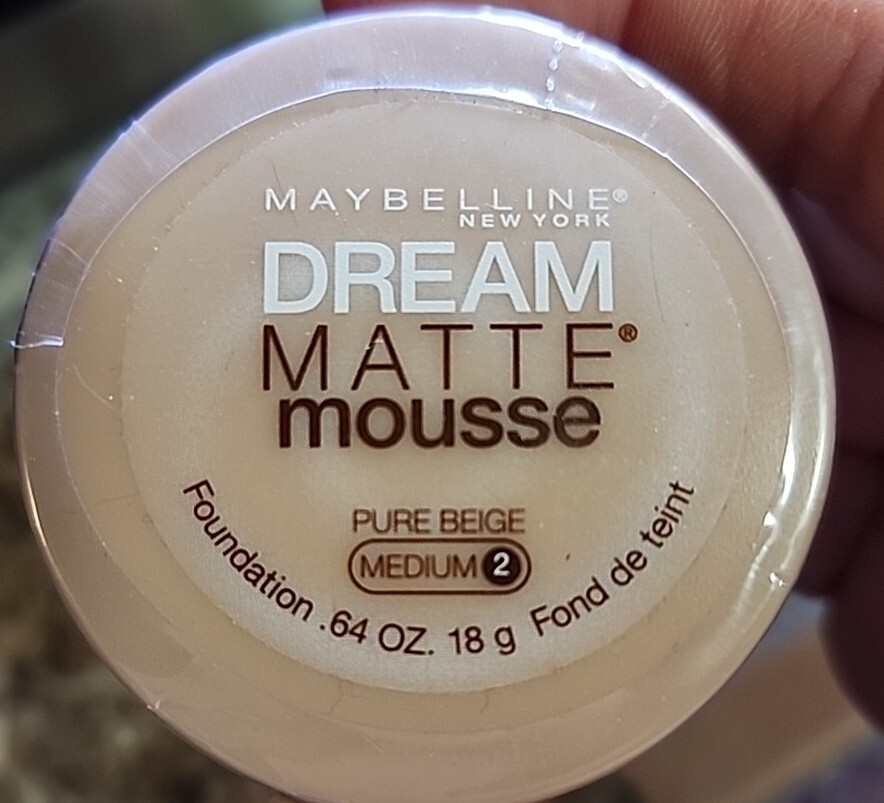 MAYBELLINE®
NEW YORK
DREAM
MATTE®
mousse
PURE BEIGE
MEDIUM 2
Foundation .64 OZ. 18 g Fond de teint